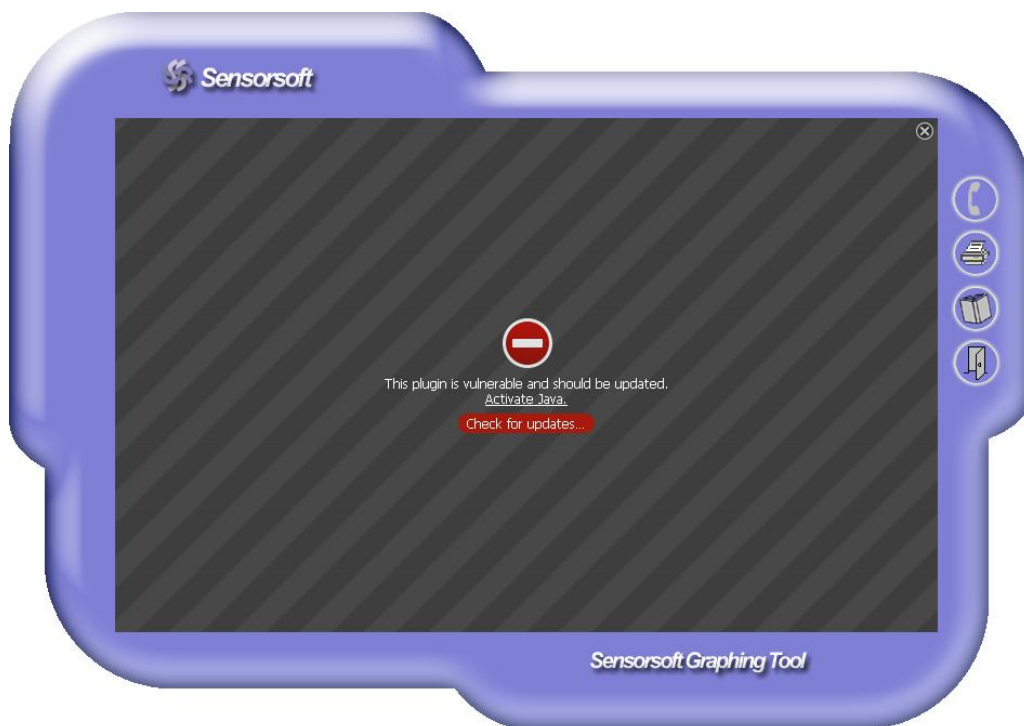 Sensorsoft
This plugin is vulnerable and should be updated.
Activate Java.
Check for updates...
Sensorsoft Graphing Tool